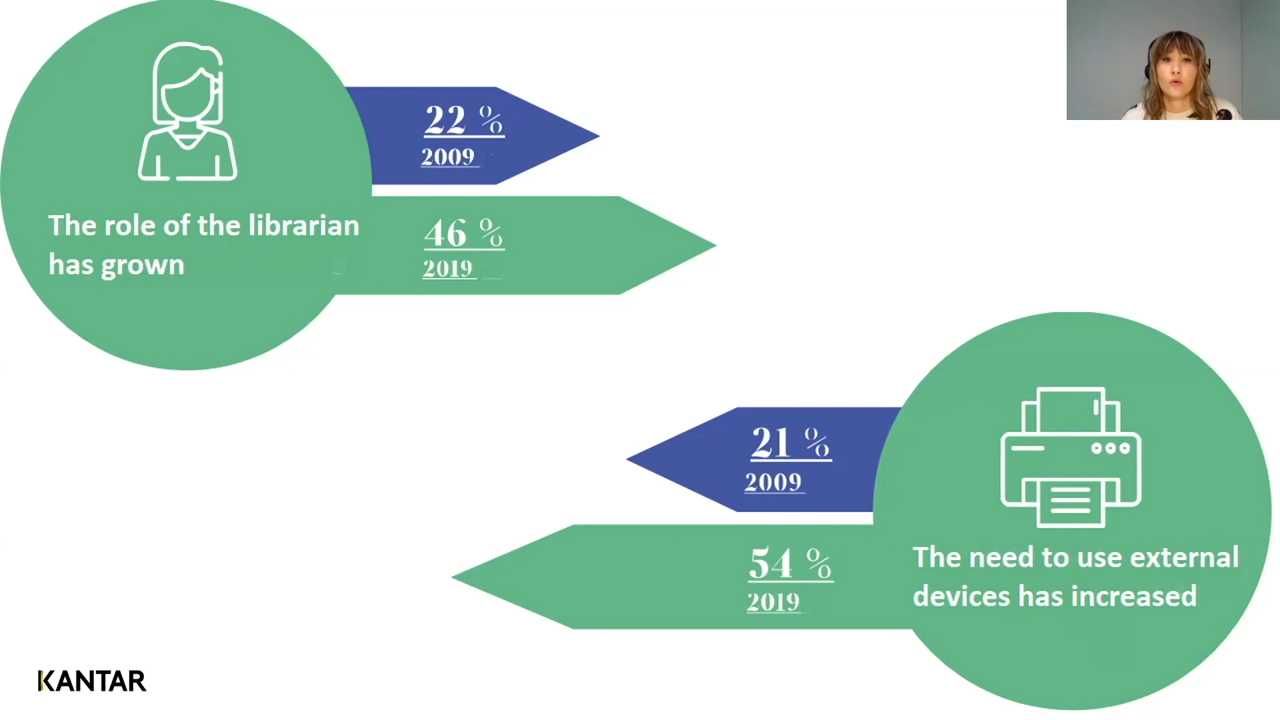 22 %
2009
46 %
2019
The role of the librarian
has grown
21 %
2009
54 %
2019
The need to use external
devices has increased
KANTAR